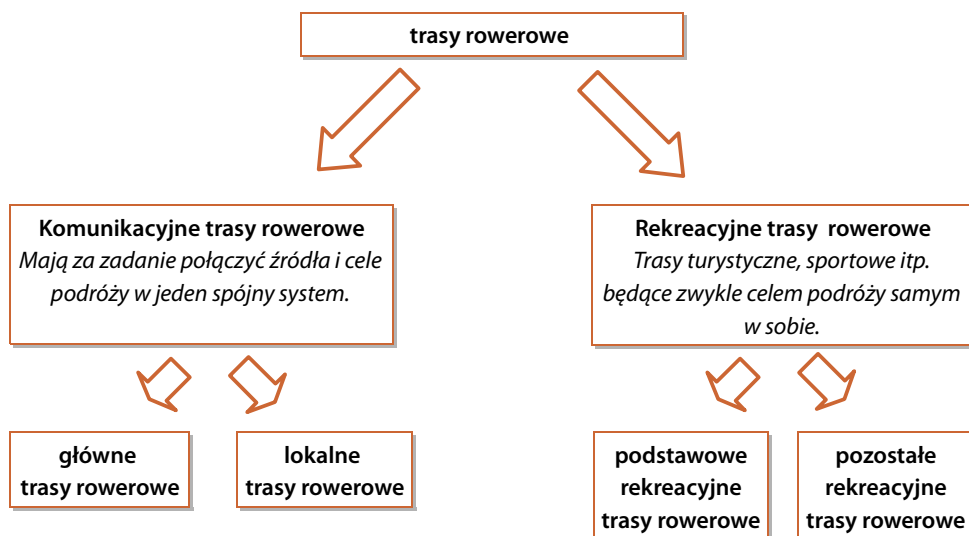 trasy rowerowe
Komunikacyjne trasy rowerowe
Mają za zadanie połączyć źródła i cele
podróży w jeden spójny system.
Rekreacyjne trasy rowerowe
Trasy turystyczne, sportowe itp.
będące zwykle celem podróży samym
w sobie.
główne
trasy rowerowe
lokalne
trasy rowerowe
podstawowe
rekreacyjne
trasy rowerowe
pozostałe
rekreacyjne
trasy rowerowe